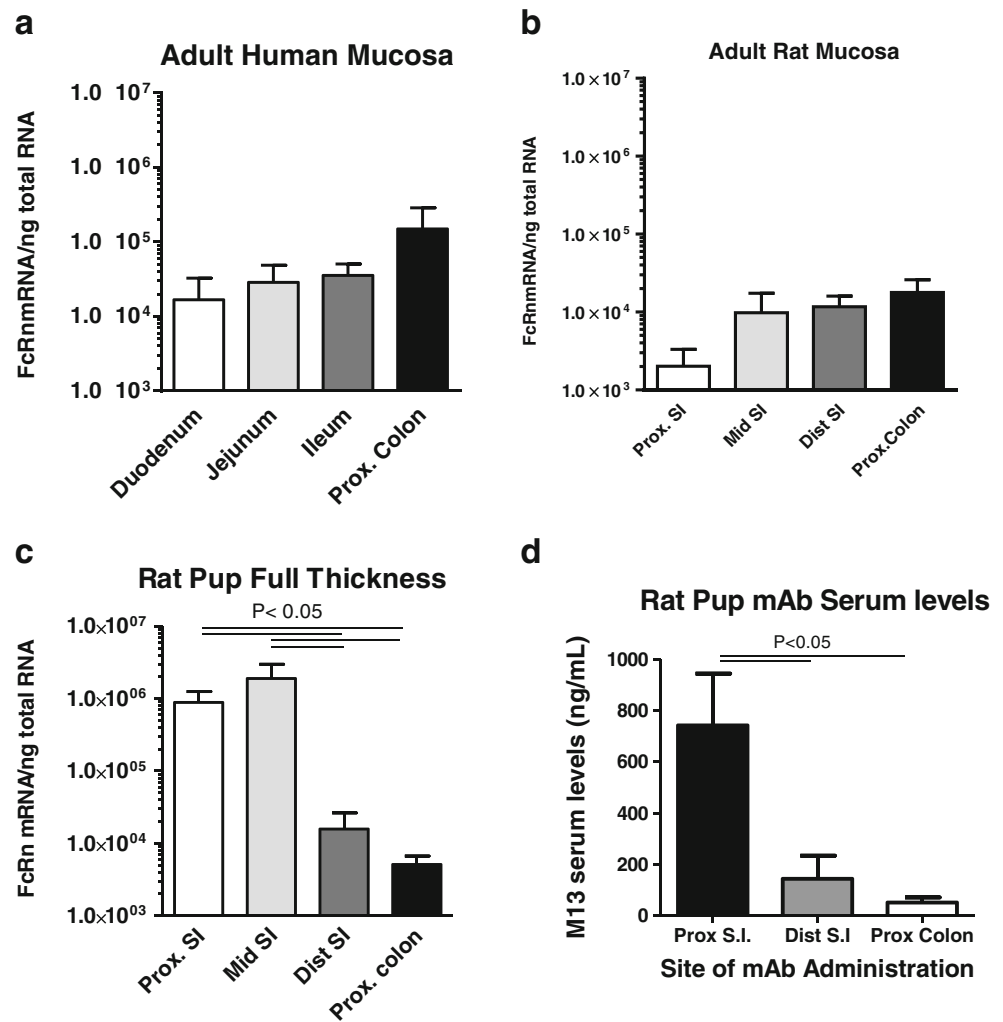 a
Adult Human Mucosa
FcRnmRNA/ng total RNA
1.0 10⁷
1.0 10⁶
1.0 10⁵
1.0 10⁴
1.0 10³
Duodenum
Jejunum
Ileum
Prox. Colon
b
Adult Rat Mucosa
FcRnmRNA/ng total RNA
1.0×10⁷
1.0×10⁶
1.0×10⁵
1.0×10⁴
1.0×10³
Prox. SI
Mid SI
Dist SI
Prox.Colon
c
Rat Pup Full Thickness
P< 0.05
FcRn mRNA/ng total RNA
1.0×10⁰⁷
1.0×10⁰⁶
1.0×10⁰⁵
1.0×10⁰⁴
1.0×10⁰³
Prox. SI
Mid SI
Dist SI
Prox. colon
d
Rat Pup mAb Serum levels
P<0.05
M13 serum levels (ng/mL)
1000
800
600
400
200
0
Prox S.I.
Dist S.I
Prox Colon
Site of mAb Administration